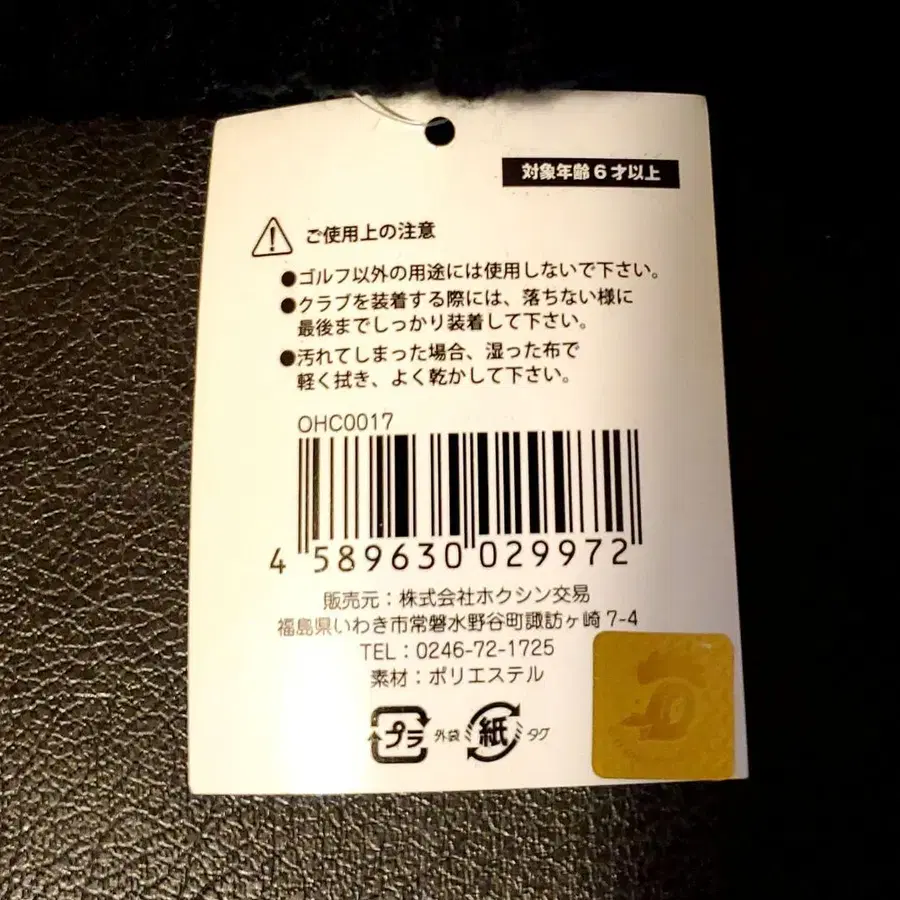 対象年齢6才以上
ご使用上の注意
●ゴルフ以外の用途には使用しないで下さい。
●クラブを装着する際には、落ちない様に
最後までしっかり装着して下さい。
●汚れてしまった場合、湿った布で
軽く拭き、よく乾かして下さい。
OHC0017
4 589630 029972
販売元：株式会社ホクシン交易
福島県いわき市常磐水野谷町諏訪ヶ崎 7-4
TEL：0246-72-1725
素材：ポリエステル
プラ 外袋 紙 タグ